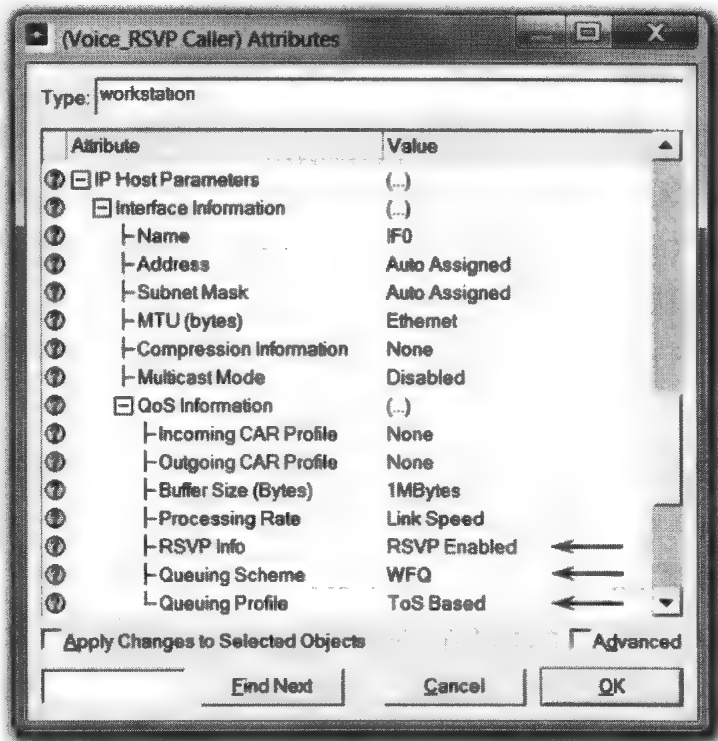 (Voice_RSVP Caller) Attributes
Type: workstation
Attribute Value
IP Host Parameters (...)
Interface Information (...)
Name IF0
Address Auto Assigned
Subnet Mask Auto Assigned
MTU (bytes) Ethernet
Compression Information None
Multicast Mode Disabled
QoS Information (...)
Incoming CAR Profile None
Outgoing CAR Profile None
Buffer Size (Bytes) 1MBytes
Processing Rate Link Speed
RSVP Info RSVP Enabled
Queuing Scheme WFQ
Queuing Profile ToS Based
Apply Changes to Selected Objects Advanced
Find Next Cancel OK